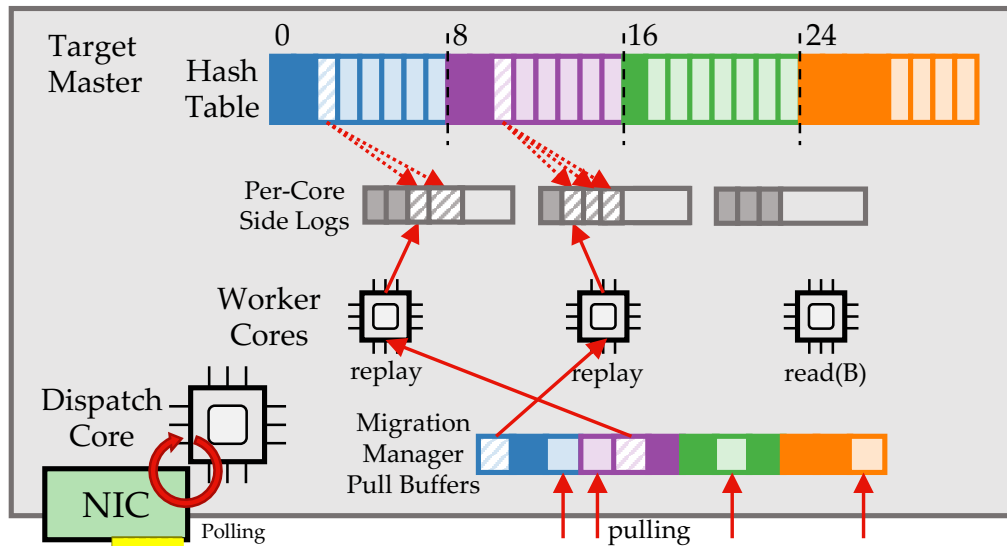 0 8 16 24
Target
Master
Hash
Table
Per-Core
Side Logs
Worker
Cores
replay replay read(B)
Dispatch
Core
Migration
Manager
Pull Buffers
NIC
Polling
pulling